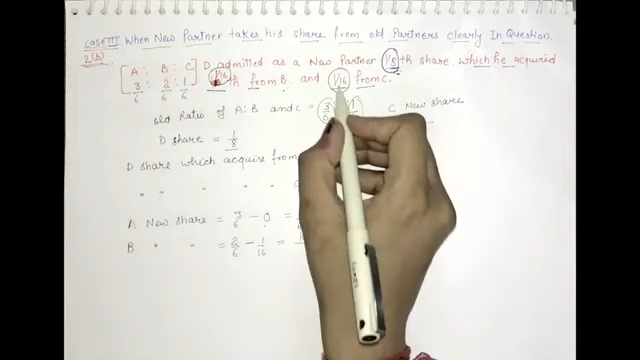 CASE III When New Partner takes his share from old Partners clearly In Question.
2(b)
[A : B : C] D admitted as a New Partner 1/8th share. which he acquired
3/6 : 2/6 : 1/6 1/16th from B. and 1/16 from C.
old Ratio of A:B and C = 3/6 1 C New share
D share = 1/8
D share which acquire from
" " " " C
A New share = 3/6 - 0 =
B " " = 2/6 - 1/16 =